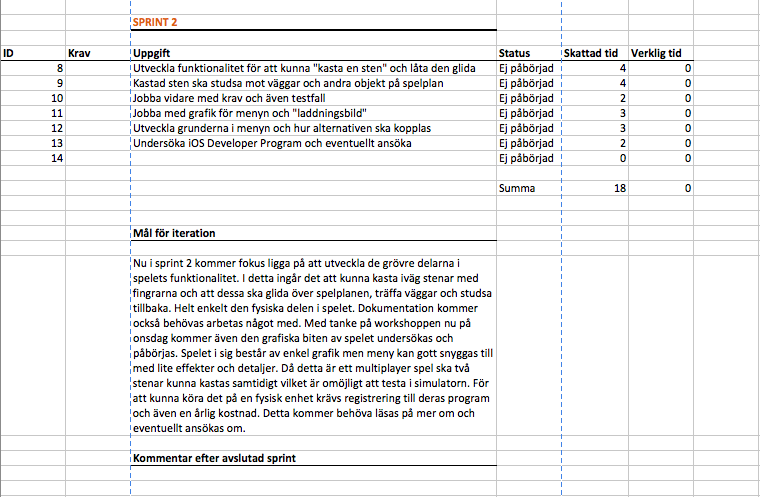 SPRINT 2
ID Krav Uppgift Status Skattad tid Verklig tid
8 Utveckla funktionalitet för att kunna "kasta en sten" och låta den glida Ej påbörjad 4 0
9 Kastad sten ska studsa mot väggar och andra objekt på spelplan Ej påbörjad 4 0
10 Jobba vidare med krav och även testfall Ej påbörjad 2 0
11 Jobba med grafik för menyn och "laddningsbild" Ej påbörjad 3 0
12 Utveckla grunderna i menyn och hur alternativen ska kopplas Ej påbörjad 3 0
13 Undersöka iOS Developer Program och eventuellt ansöka Ej påbörjad 2 0
14 Ej påbörjad 0 0
Summa 18 0
Mål för iteration
Nu i sprint 2 kommer fokus ligga på att utveckla de grövre delarna i
spelets funktionalitet. I detta ingår det att kunna kasta iväg stenar med
fingrarna och att dessa ska glida över spelplanen, träffa väggar och studsa
tillbaka. Helt enkelt den fysiska delen i spelet. Dokumentation kommer
också behövas arbetas något med. Med tanke på workshoppen nu på
onsdag kommer även den grafiska biten av spelet undersökas och
påbörjas. Spelet i sig består av enkel grafik men meny kan gott snyggas till
med lite effekter och detaljer. Då detta är ett multiplayer spel ska två
stenar kunna kastas samtidigt vilket är omöjligt att testa i simulatorn. För
att kunna köra det på en fysisk enhet krävs registrering till deras program
och även en årlig kostnad. Detta kommer behöva läsas på mer om och
eventuellt ansökas om.
Kommentar efter avslutad sprint